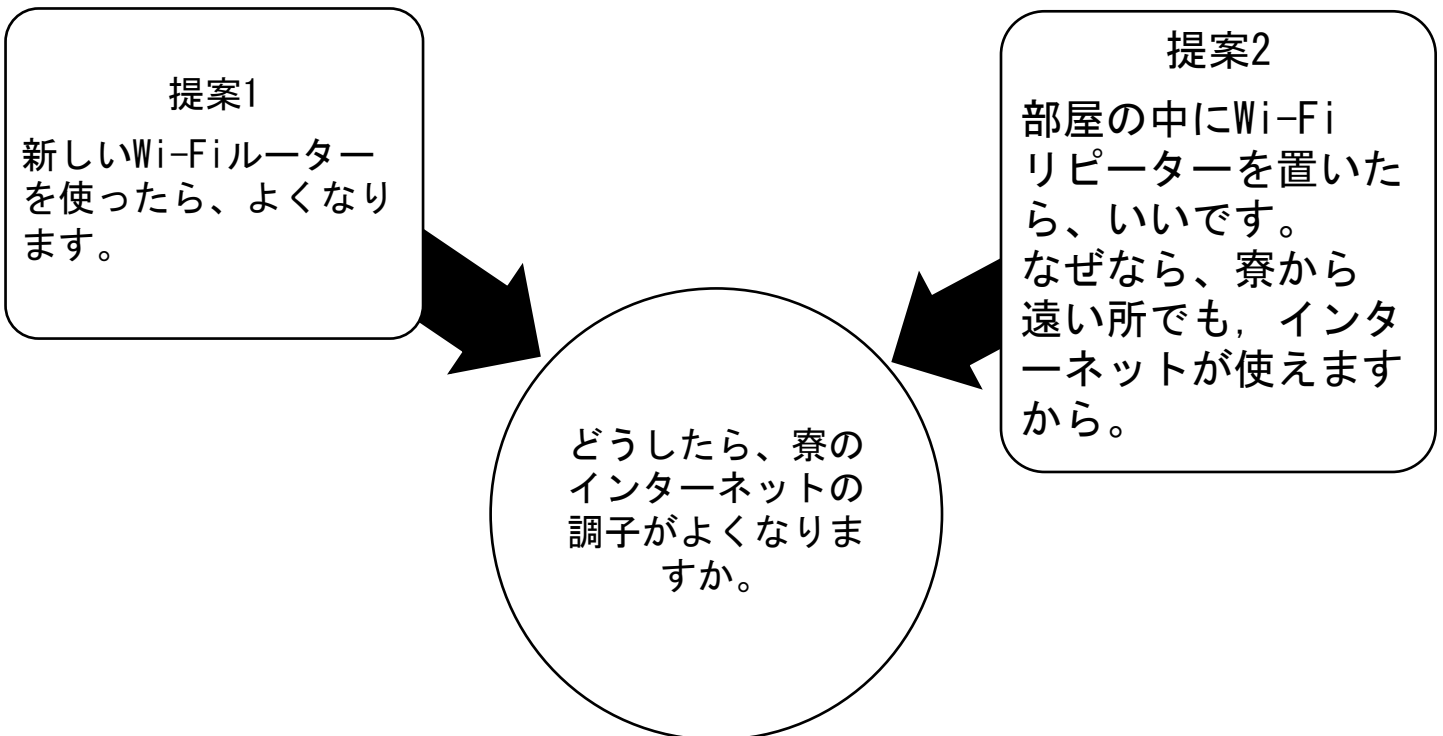 提案1
新しいWi-Fiルーター
を使ったら、よくなり
ます。
提案2
部屋の中にWi-Fi
リピーターを置いた
ら、いいです。
なぜなら、寮から
遠い所でも, インタ
ーネットが使えます
から。
どうしたら、寮の
インターネットの
調子がよくなりま
すか。